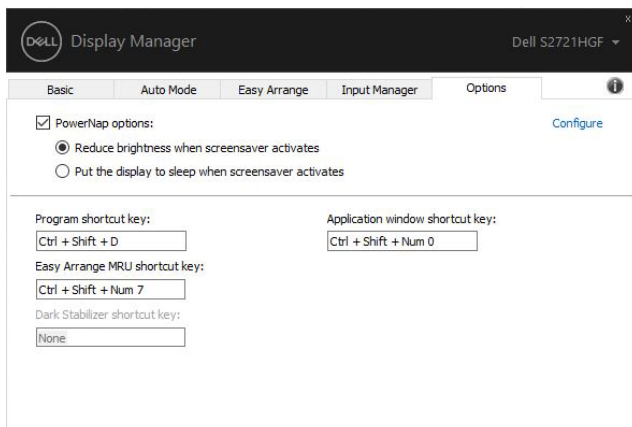 x
DELL Display Manager Dell S2721HGF
Basic Auto Mode Easy Arrange Input Manager Options i
PowerNap options: Configure
Reduce brightness when screensaver activates
Put the display to sleep when screensaver activates
Program shortcut key: Application window shortcut key:
Ctrl + Shift + D Ctrl + Shift + Num 0
Easy Arrange MRU shortcut key:
Ctrl + Shift + Num 7
Dark Stabilizer shortcut key:
None